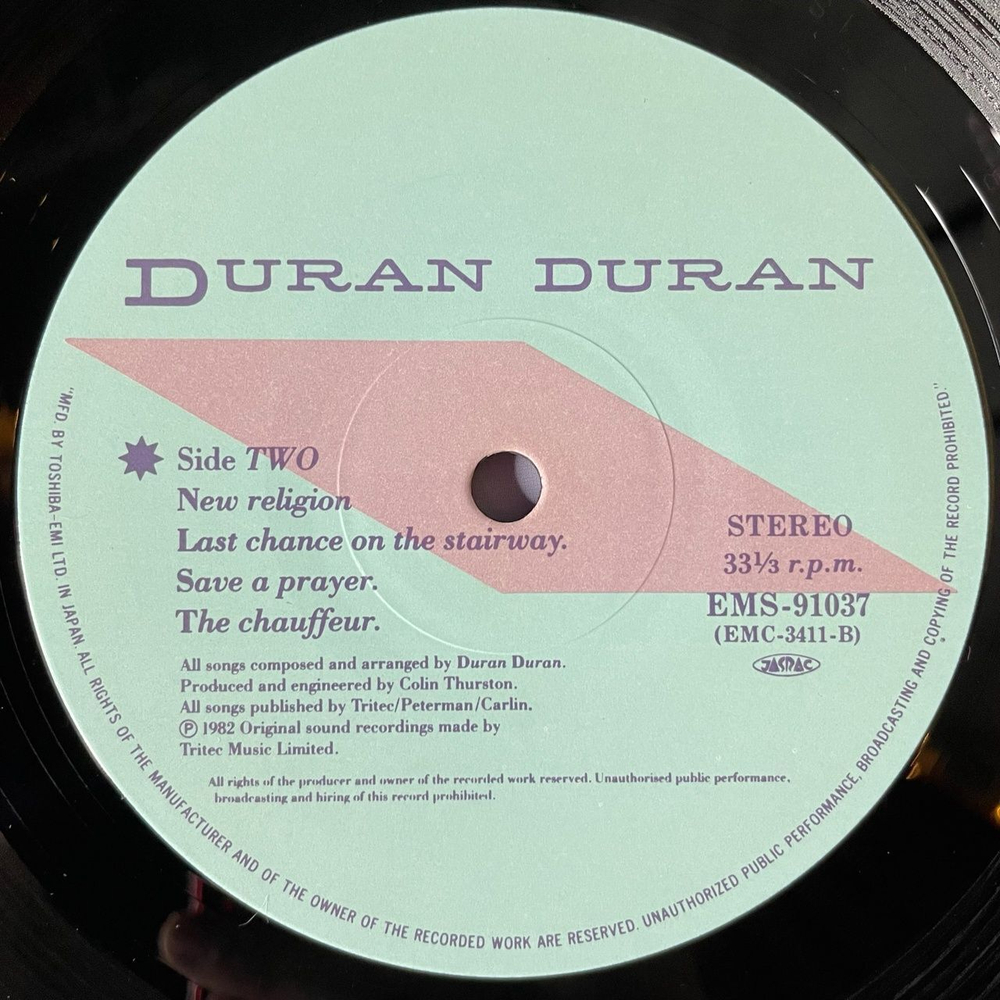 DURAN DURAN
Side TWO
New religion
Last chance on the stairway.
Save a prayer.
The chauffeur.
STEREO
33⅓ r.p.m.
EMS-91037
(EMC-3411-B)
JASRAC
All songs composed and arranged by Duran Duran.
Produced and engineered by Colin Thurston.
All songs published by Tritec/Peterman/Carlin.
Ⓟ 1982 Original sound recordings made by
Tritec Music Limited.
All rights of the producer and owner of the recorded work reserved. Unauthorised public performance,
broadcasting and hiring of this record prohibited.
"MFD. BY TOSHIBA-EMI LTD. IN JAPAN. ALL RIGHTS OF THE MANUFACTURER AND OF THE OWNER OF THE RECORDED WORK ARE RESERVED. UNAUTHORIZED PUBLIC PERFORMANCE, BROADCASTING AND COPYING OF THE RECORD PROHIBITED."